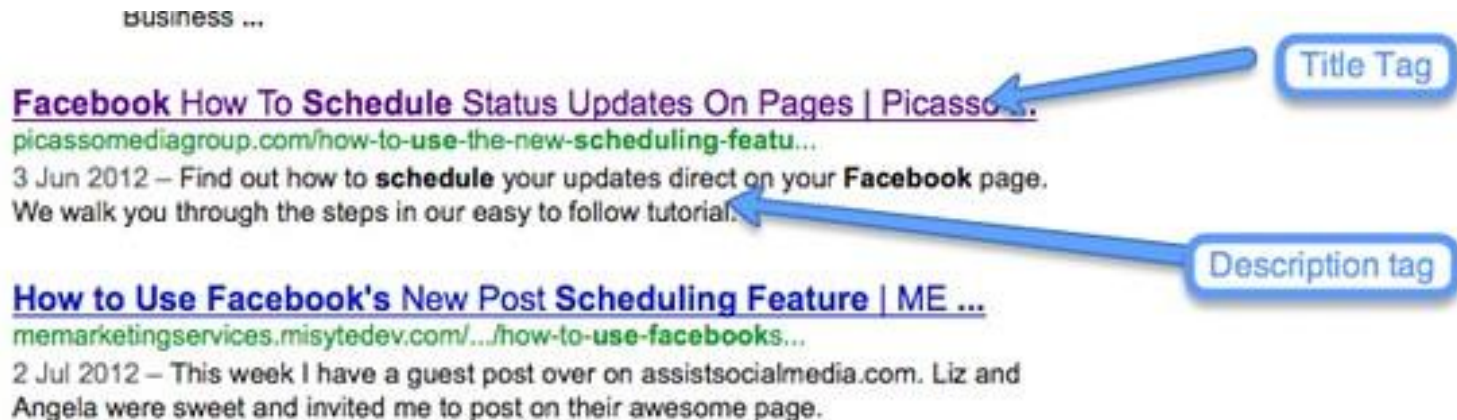 Business ...
Title Tag
Facebook How To Schedule Status Updates On Pages | Picasso ...
picassomediagroup.com/how-to-use-the-new-scheduling-featu...
3 Jun 2012 – Find out how to schedule your updates direct on your Facebook page.
We walk you through the steps in our easy to follow tutorial.
Description tag
How to Use Facebook's New Post Scheduling Feature | ME ...
memarketingservices.misytedev.com/.../how-to-use-facebooks...
2 Jul 2012 – This week I have a guest post over on assistsocialmedia.com. Liz and
Angela were sweet and invited me to post on their awesome page.